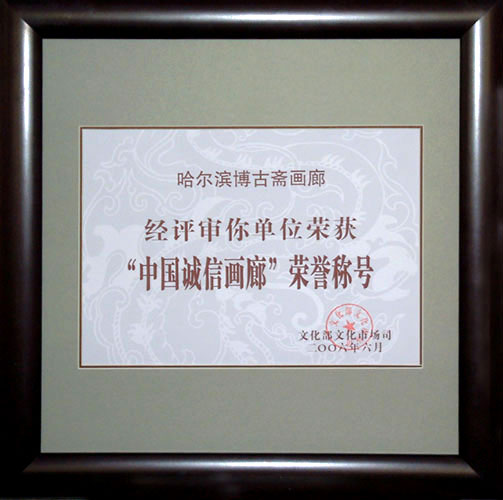 哈尔滨博古斋画廊
经评审你单位荣获
“中国诚信画廊”荣誉称号
文化部文化市场司
二〇〇六年六月